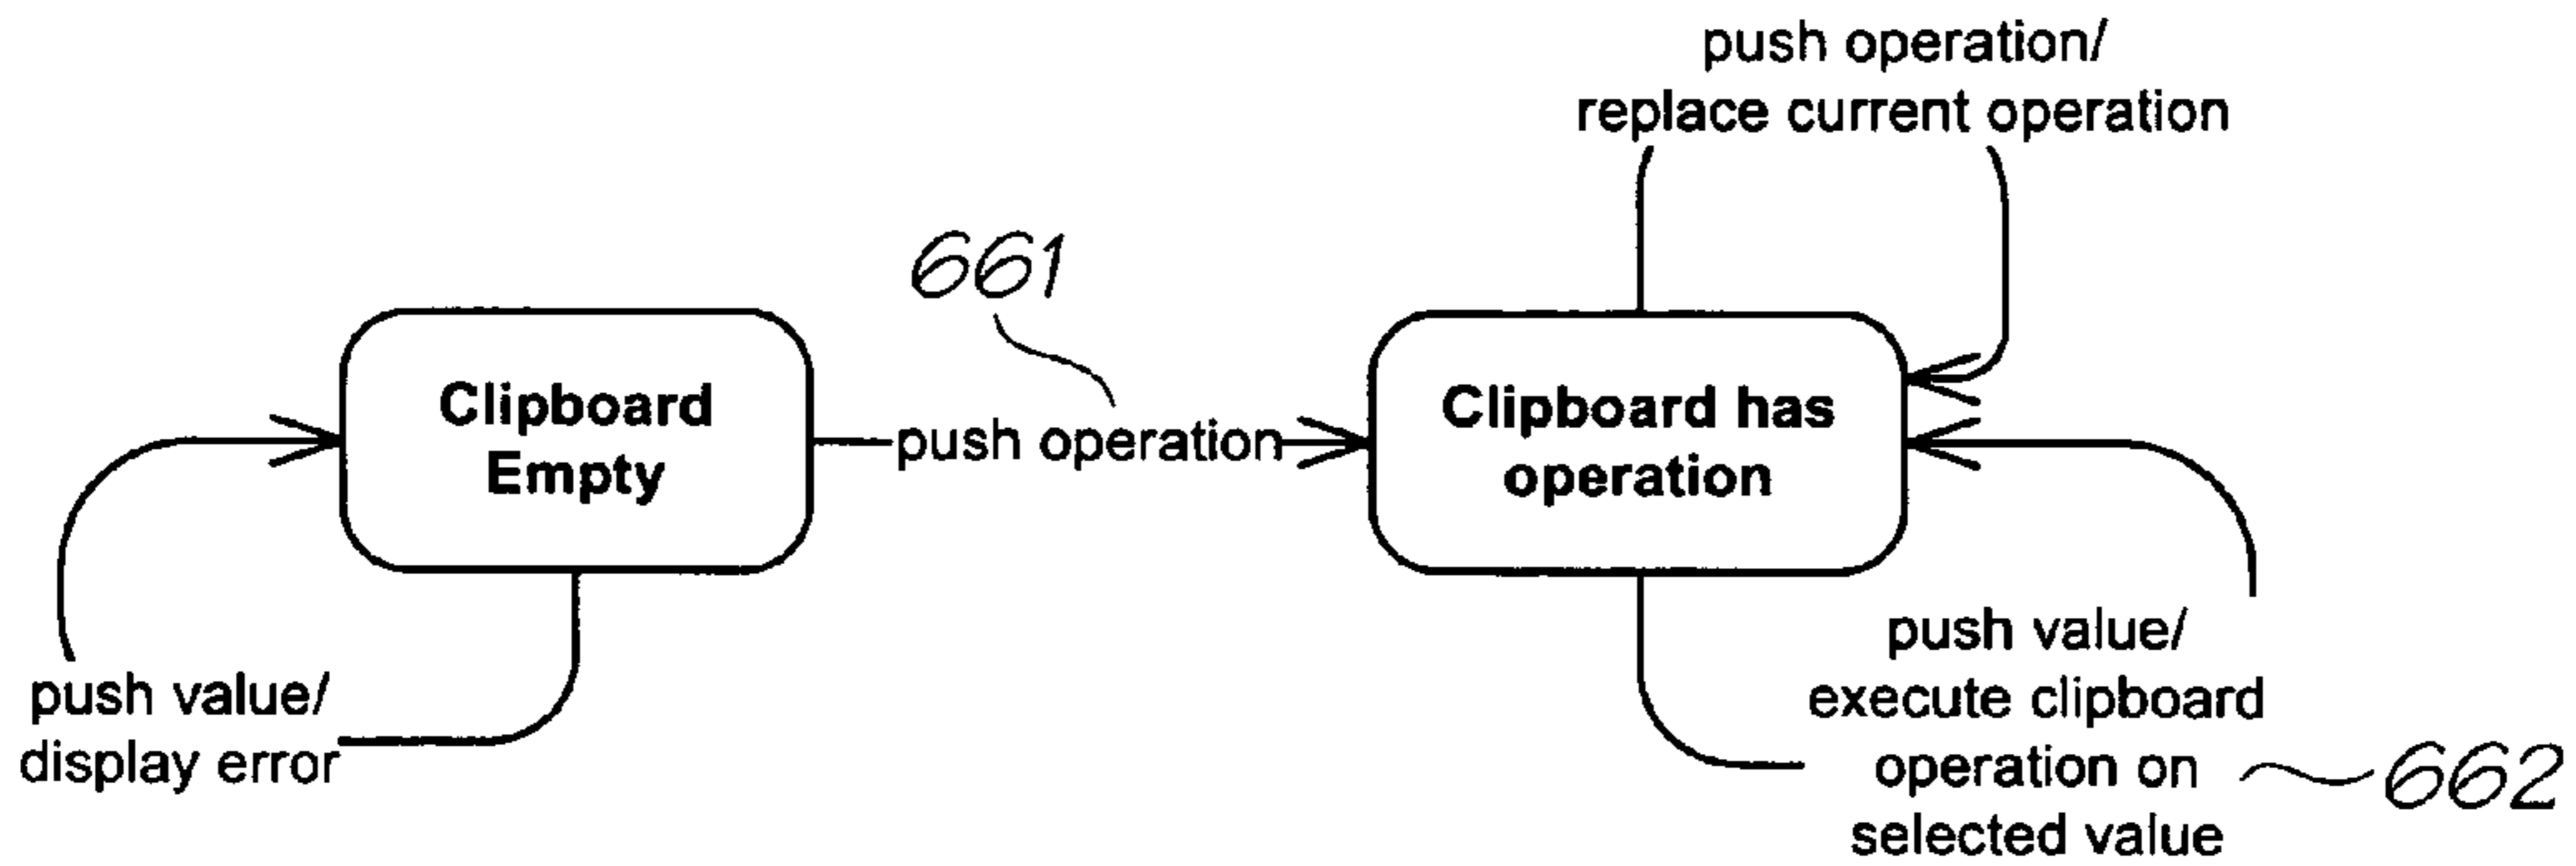 push operation/
replace current operation
661
Clipboard
Empty
push operation
Clipboard has
operation
push value/
display error
push value/
execute clipboard
operation on
selected value
662